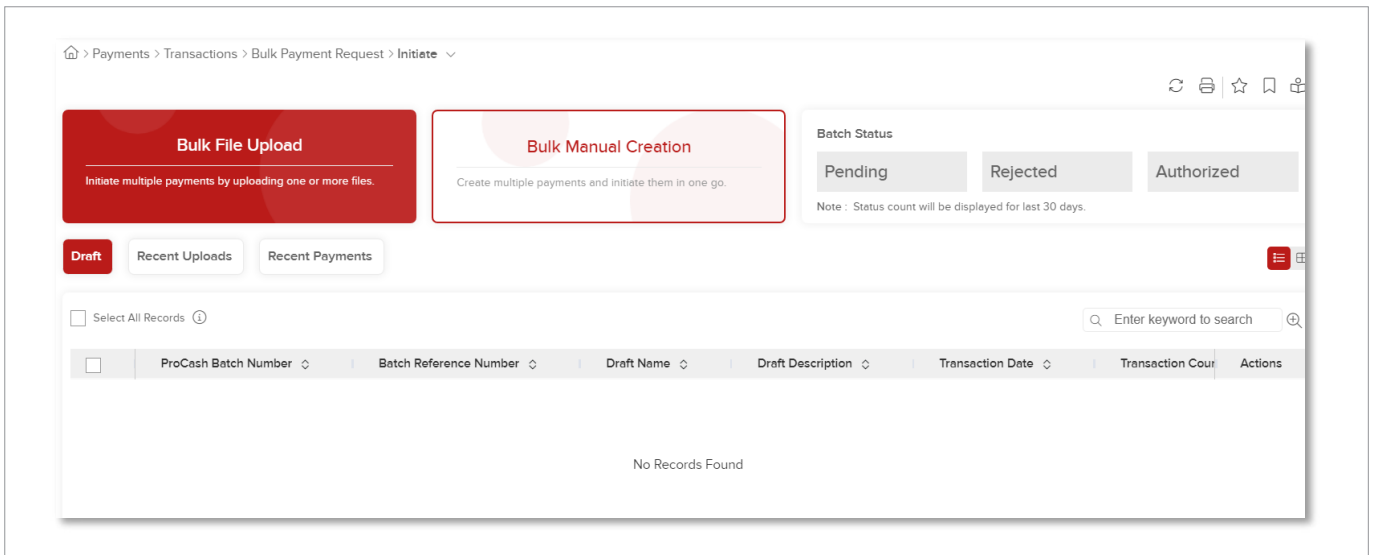 > Payments > Transactions > Bulk Payment Request > Initiate
Bulk File Upload
Initiate multiple payments by uploading one or more files.
Bulk Manual Creation
Create multiple payments and initiate them in one go.
Batch Status
Pending Rejected Authorized
Note : Status count will be displayed for last 30 days.
Draft Recent Uploads Recent Payments
Select All Records
Enter keyword to search
ProCash Batch Number Batch Reference Number Draft Name Draft Description Transaction Date Transaction Cour Actions
No Records Found